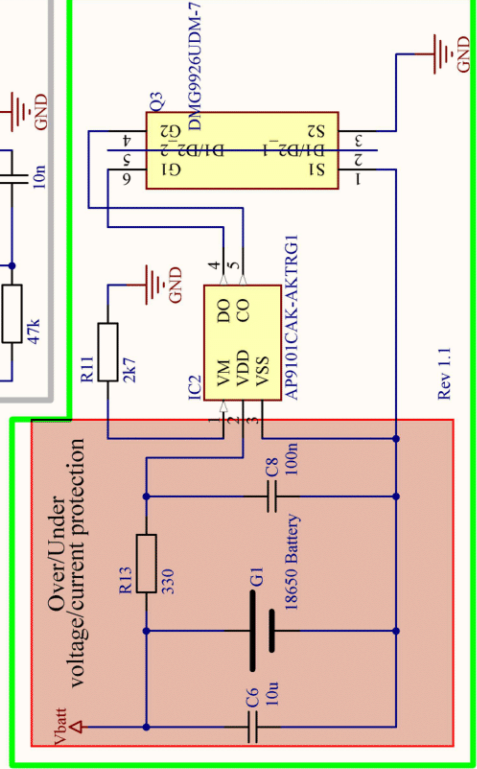 GND
10n
47k
GND
Q3
DMG9926UDM-7
4
5
6
G2
D1/D2_2
G1
S2
D1/D2_1
S1
3
2
1
GND
R11
2k7
4
5
DO
CO
IC2
VM
VDD
VSS
AP9101CAK-AKTRG1
1
2
3
Rev 1.1
Over/Under
voltage/current protection
R13
330
C8
100n
G1
18650 Battery
C6
10u
Vbatt